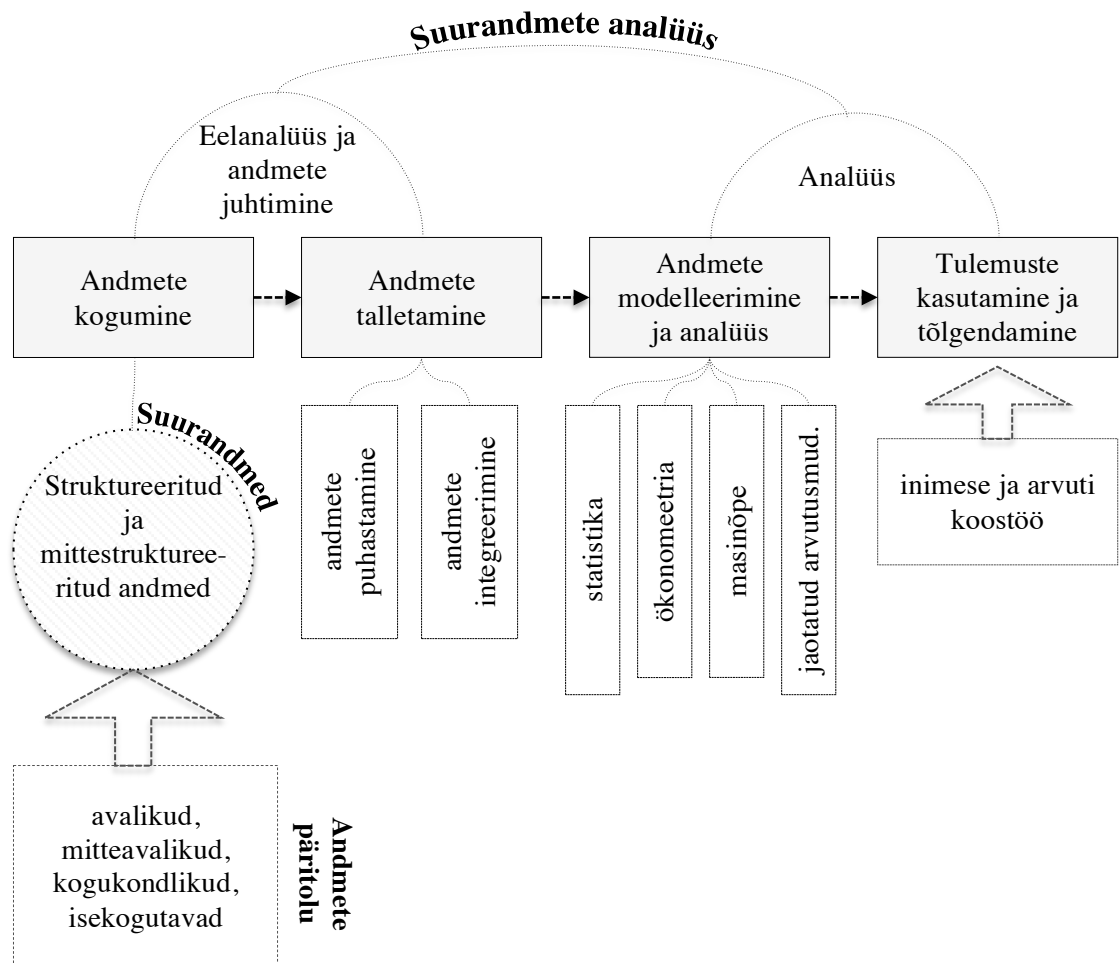 Suurandmete analüüs
Eelanalüüs ja
andmete
juhtimine
Analüüs
Andmete
kogumine
Andmete
talletamine
Andmete
modelleerimine
ja analüüs
Tulemuste
kasutamine ja
tõlgendamine
Suurandmed
Struktureeritud
ja
mittestrukturee-
ritud andmed
andmete
puhastamine
andmete
integreerimine
statistika
ökonomeetria
masinõpe
jaotatud arvutusmud.
inimese ja arvuti
koostöö
avalikud,
mitteavalikud,
kogukondlikud,
isekogutavad
Andmete
päritolu